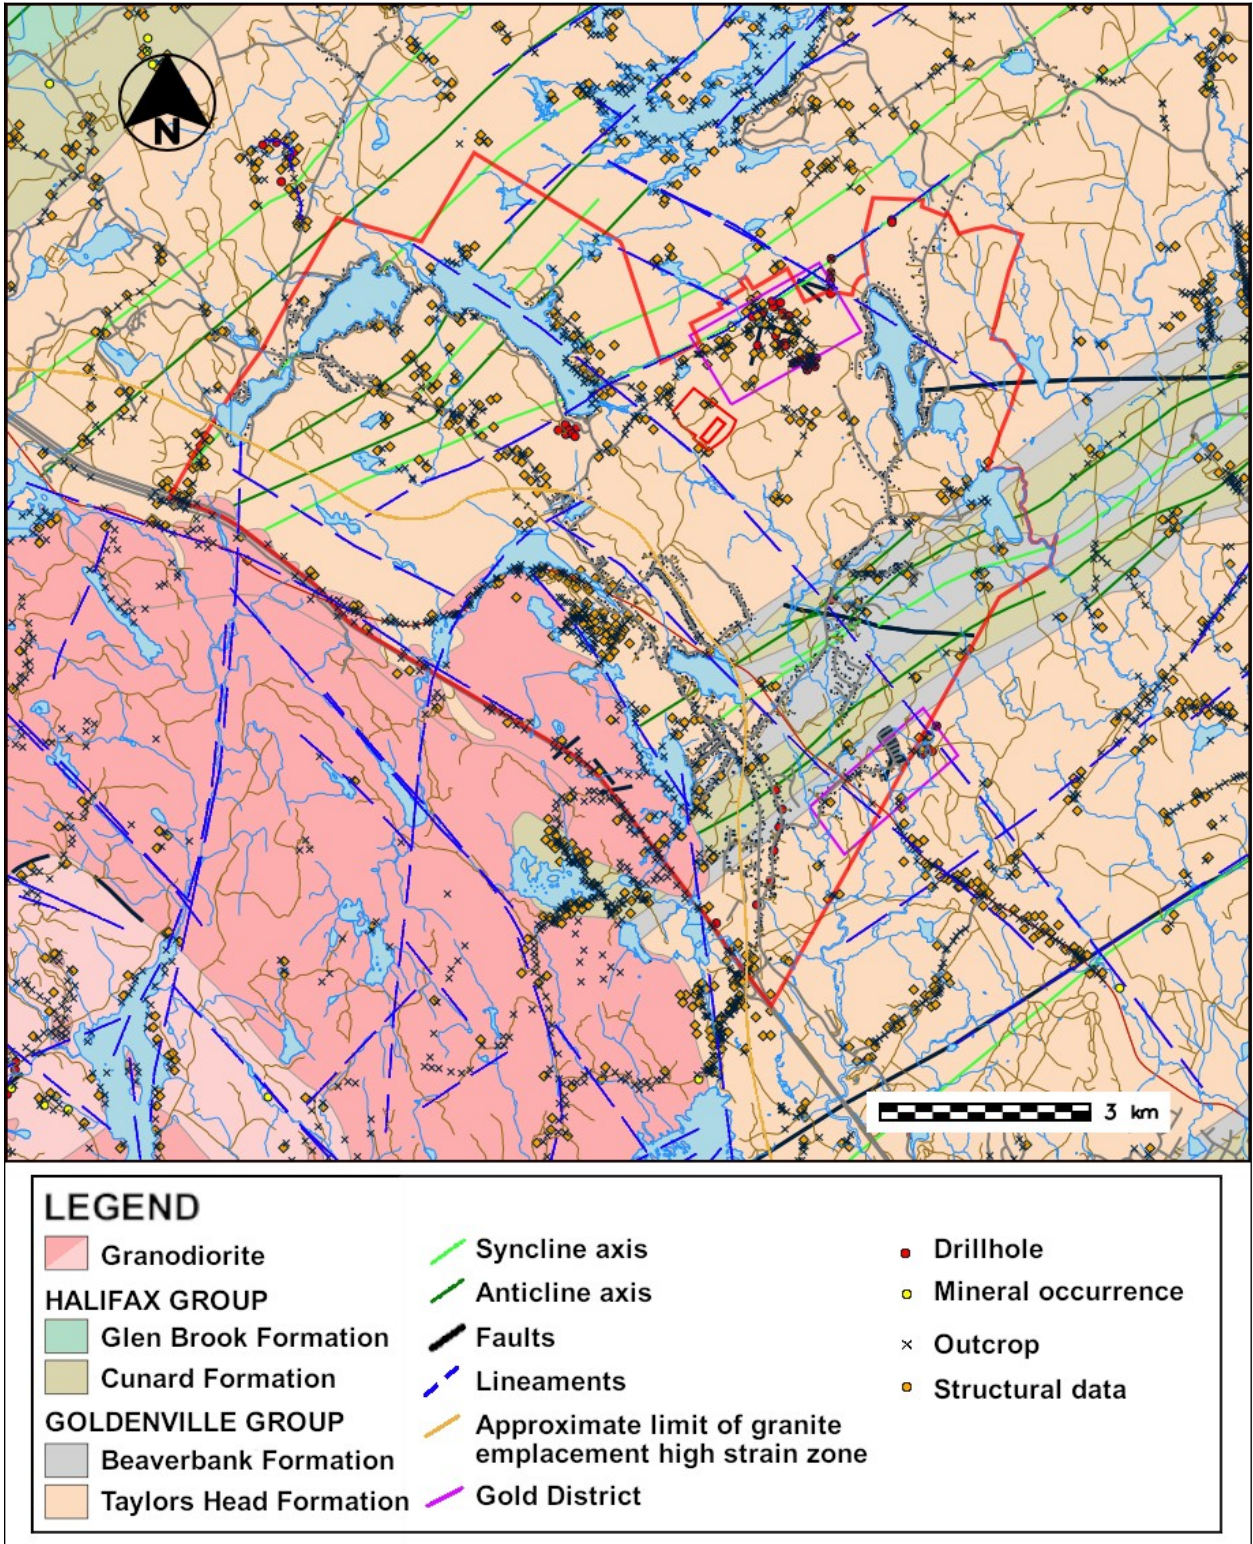 N
3 km
LEGEND
Granodiorite
HALIFAX GROUP
Glen Brook Formation
Cunard Formation
GOLDENVILLE GROUP
Beaverbank Formation
Taylors Head Formation
Syncline axis
Anticline axis
Faults
Lineaments
Approximate limit of granite
emplacement high strain zone
Gold District
Drillhole
Mineral occurrence
Outcrop
Structural data